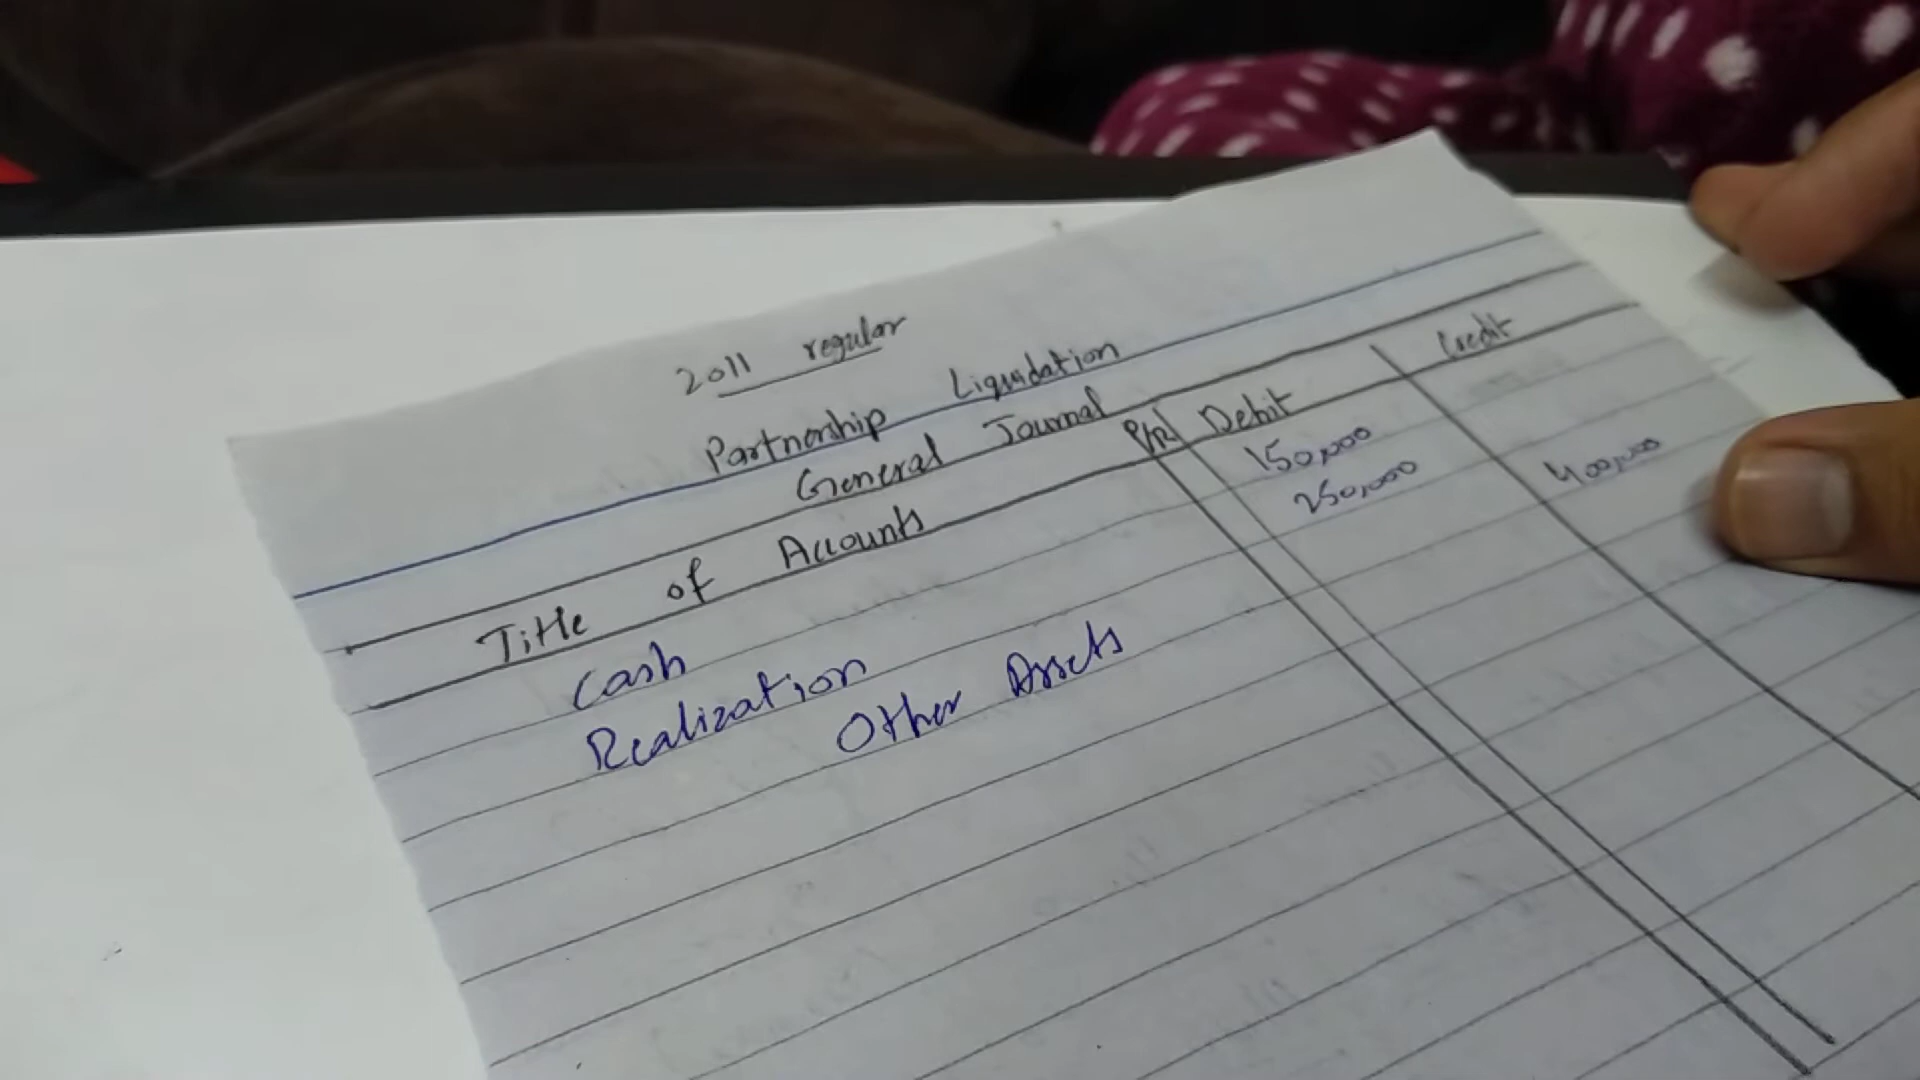 2011 regular
Partnership Liquidation
General Journal
Title of Accounts P/R Debit Credit
Cash 150,000
Realization 250,000
Other Assets 400,000